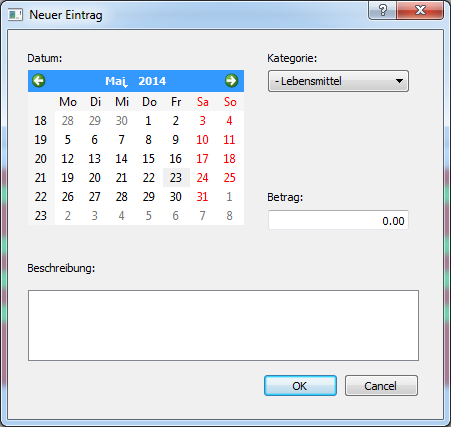 Neuer Eintrag
Datum:
Kategorie:
Mai, 2014
- Lebensmittel
Mo Di Mi Do Fr Sa So
18 28 29 30 1 2 3 4
19 5 6 7 8 9 10 11
20 12 13 14 15 16 17 18
21 19 20 21 22 23 24 25
22 26 27 28 29 30 31 1
23 2 3 4 5 6 7 8
Betrag:
0.00
Beschreibung:
OK Cancel